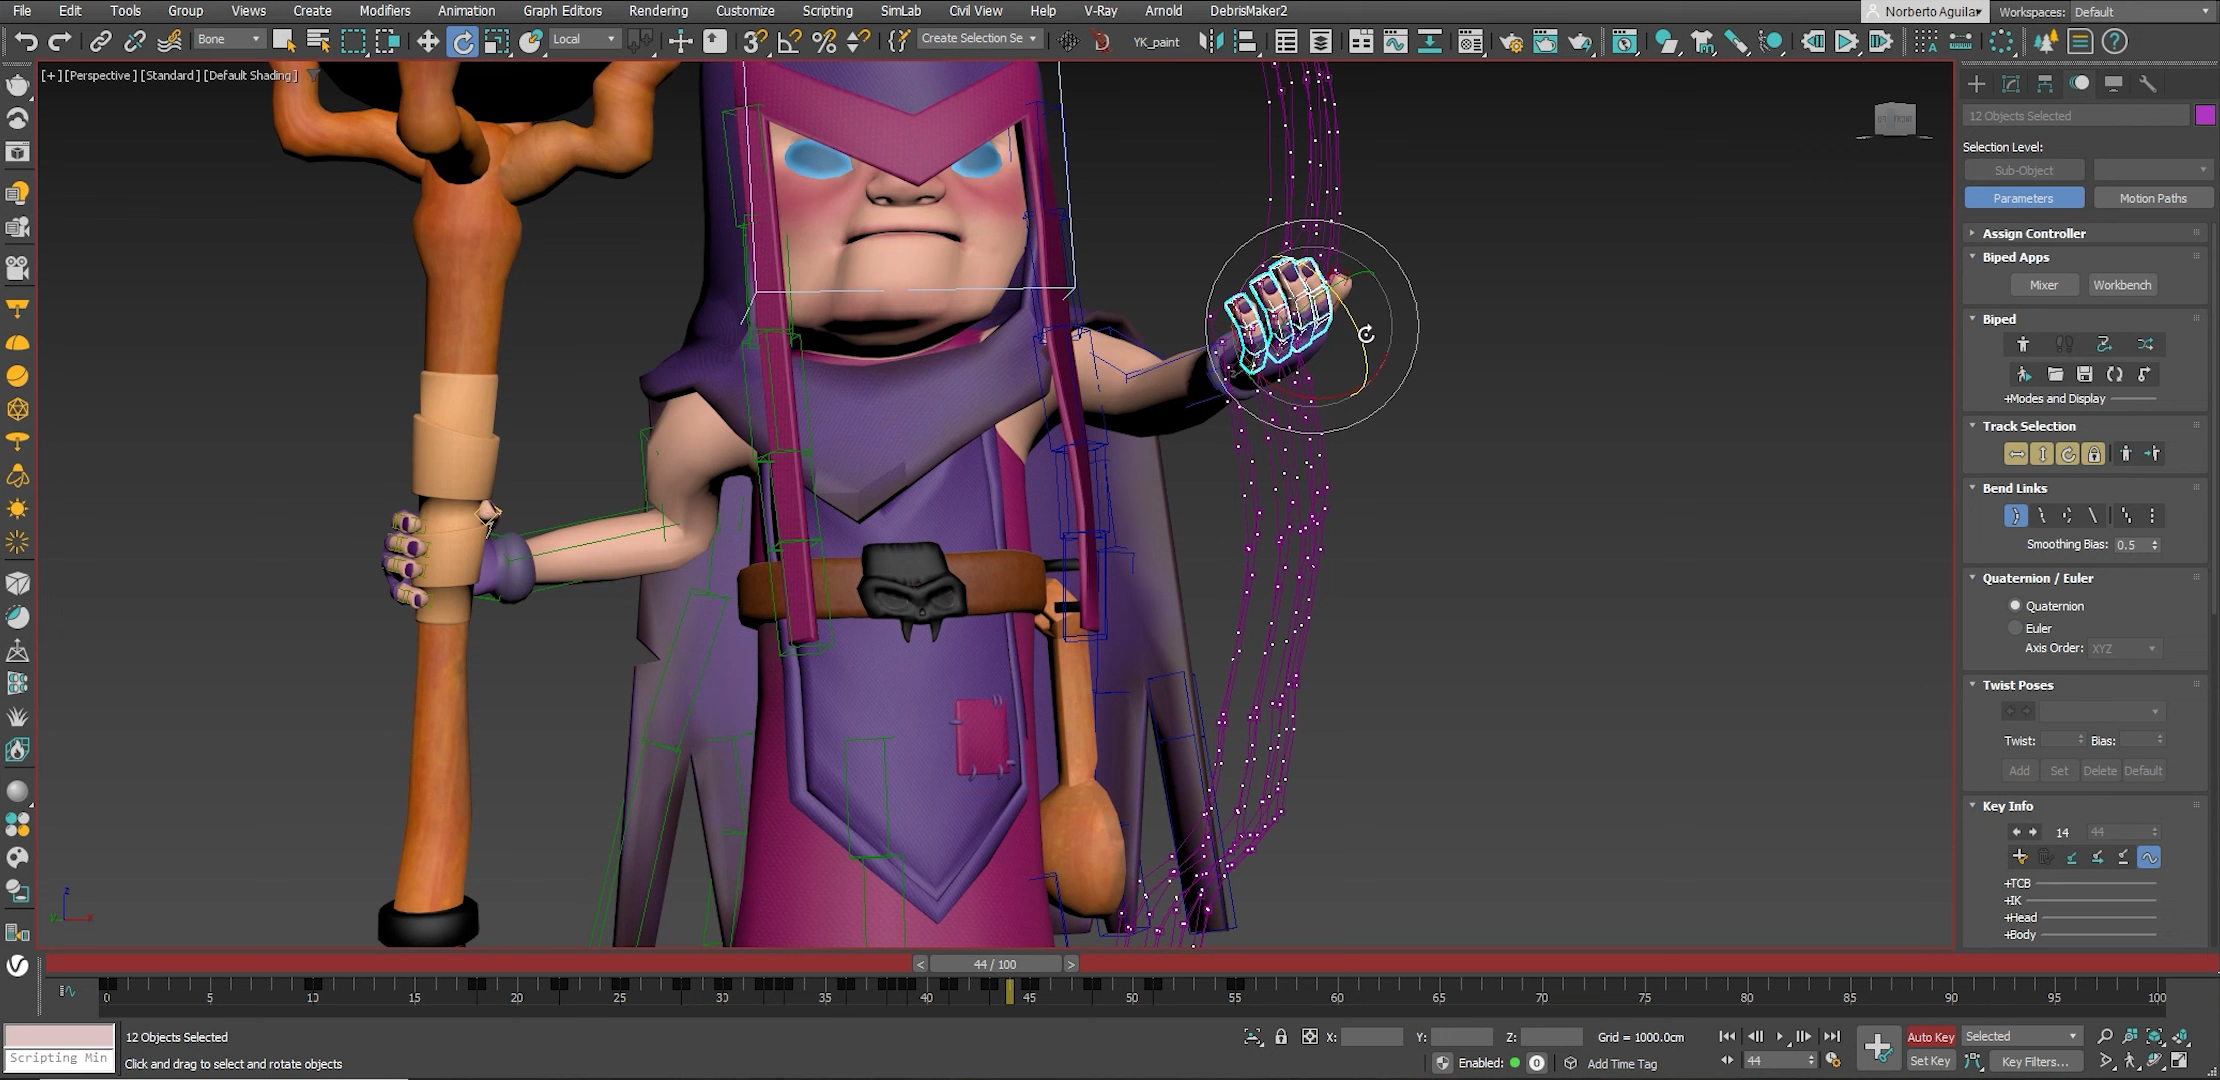 File Edit Tools Group Views Create Modifiers Animation Graph Editors Rendering Customize Scripting SimLab Civil View Help V-Ray Arnold DebrisMaker2 Norberto Aguilar Workspaces: Default
Bone Local Create Selection Se YK_paint
[+] [Perspective] [Standard] [Default Shading]
12 Objects Selected
Selection Level:
Sub-Object
Parameters Motion Paths
Assign Controller
Biped Apps
Mixer Workbench
Biped
+Modes and Display
Track Selection
Bend Links
Smoothing Bias: 0.5
Quaternion / Euler
Quaternion
Euler
Axis Order: XYZ
Twist Poses
Twist: Bias:
Add Set Delete Default
Key Info
14 44
+TCB
+IK
+Head
+Body
z
x
< 44 / 100 >
0 5 10 15 20 25 30 35 40 45 50 55 60 65 70 75 80 85 90 95 100
12 Objects Selected X: Y: Z: Grid = 1000.0cm Auto Key Selected
Scripting Min Click and drag to select and rotate objects Enabled: 0 Add Time Tag 44 Set Key Key Filters...